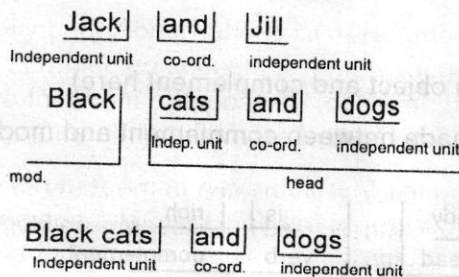 Jack and Jill
Independent unit co-ord. independent unit
Black cats and dogs
Indep. unit co-ord. independent unit
mod. head
Black cats and dogs
Independent unit co-ord. independent unit